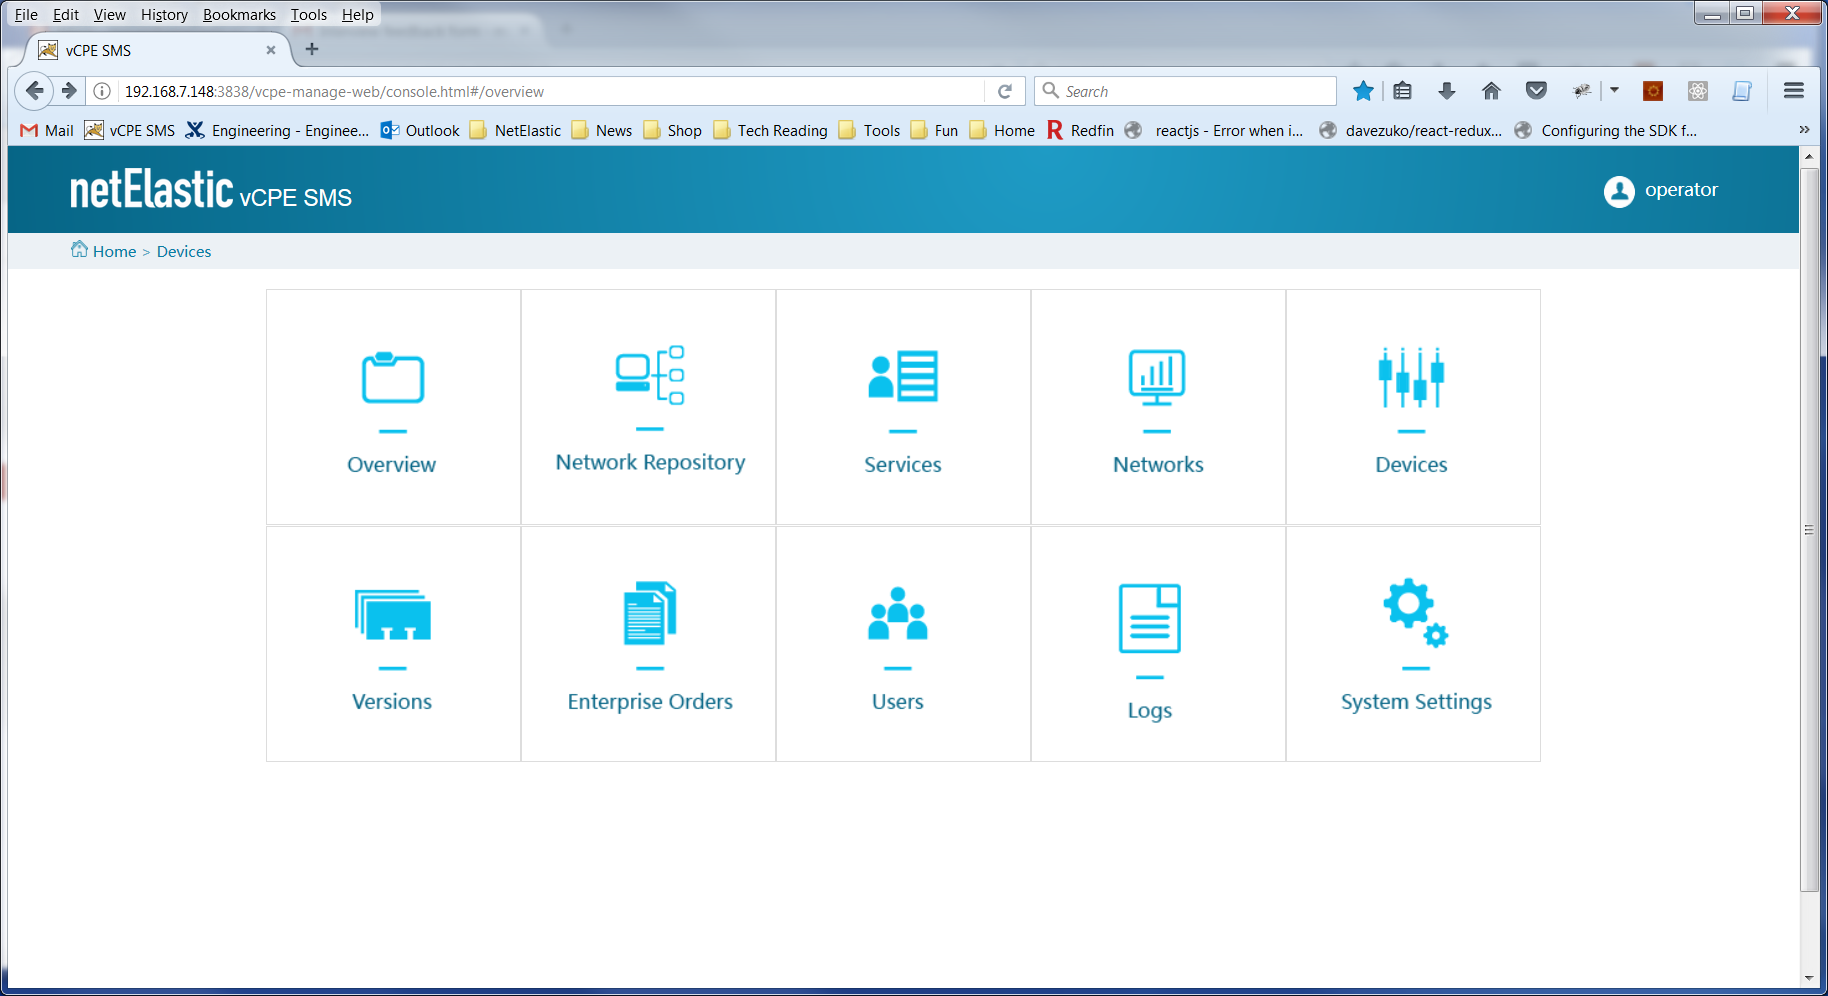 File Edit View History Bookmarks Tools Help
vCPE SMS
192.168.7.148:3838/vcpe-manage-web/console.html#/overview
Search
Mail vCPE SMS Engineering - Enginee... Outlook NetElastic News Shop Tech Reading Tools Fun Home Redfin reactjs - Error when i... davezuko/react-redux... Configuring the SDK f...
netElastic vCPE SMS
operator
Home > Devices
Overview Network Repository Services Networks Devices
Versions Enterprise Orders Users Logs System Settings